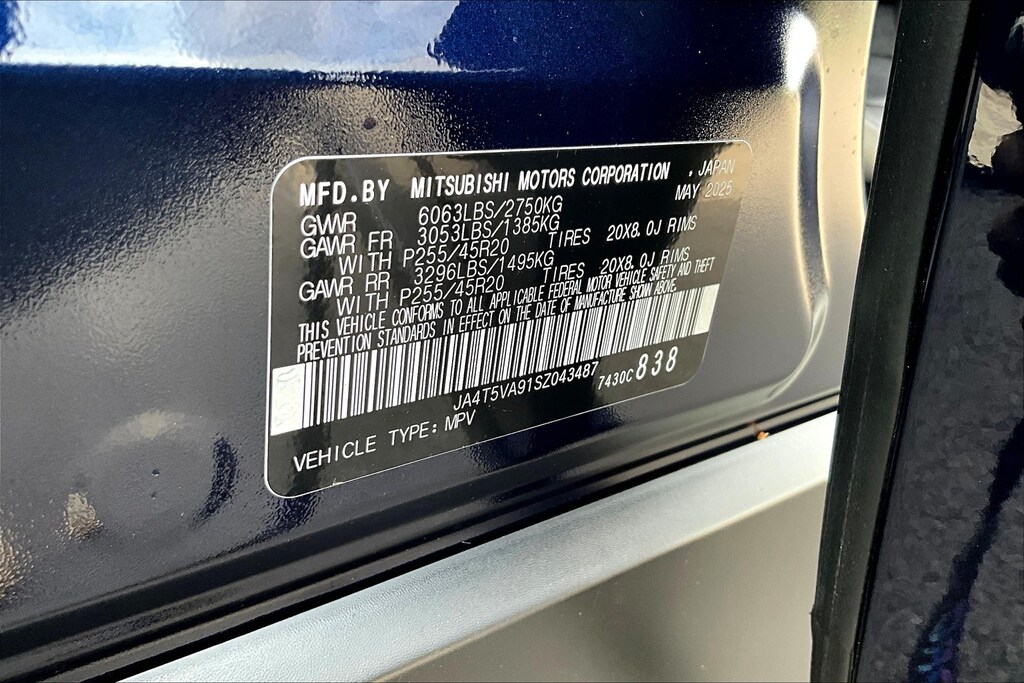 MFD.BY MITSUBISHI MOTORS CORPORATION , JAPAN
MAY 2025
GVWR 6063LBS/2750KG
GAWR FR 3053LBS/1385KG
WITH P255/45R20 TIRES 20X8.0J RIMS
GAWR RR 3296LBS/1495KG
WITH P255/45R20 TIRES 20X8.0J RIMS
THIS VEHICLE CONFORMS TO ALL APPLICABLE FEDERAL MOTOR VEHICLE SAFETY AND THEFT
PREVENTION STANDARDS IN EFFECT ON THE DATE OF MANUFACTURE SHOWN ABOVE.
JA4T5VA91SZ043487 7430C 838
VEHICLE TYPE: MPV